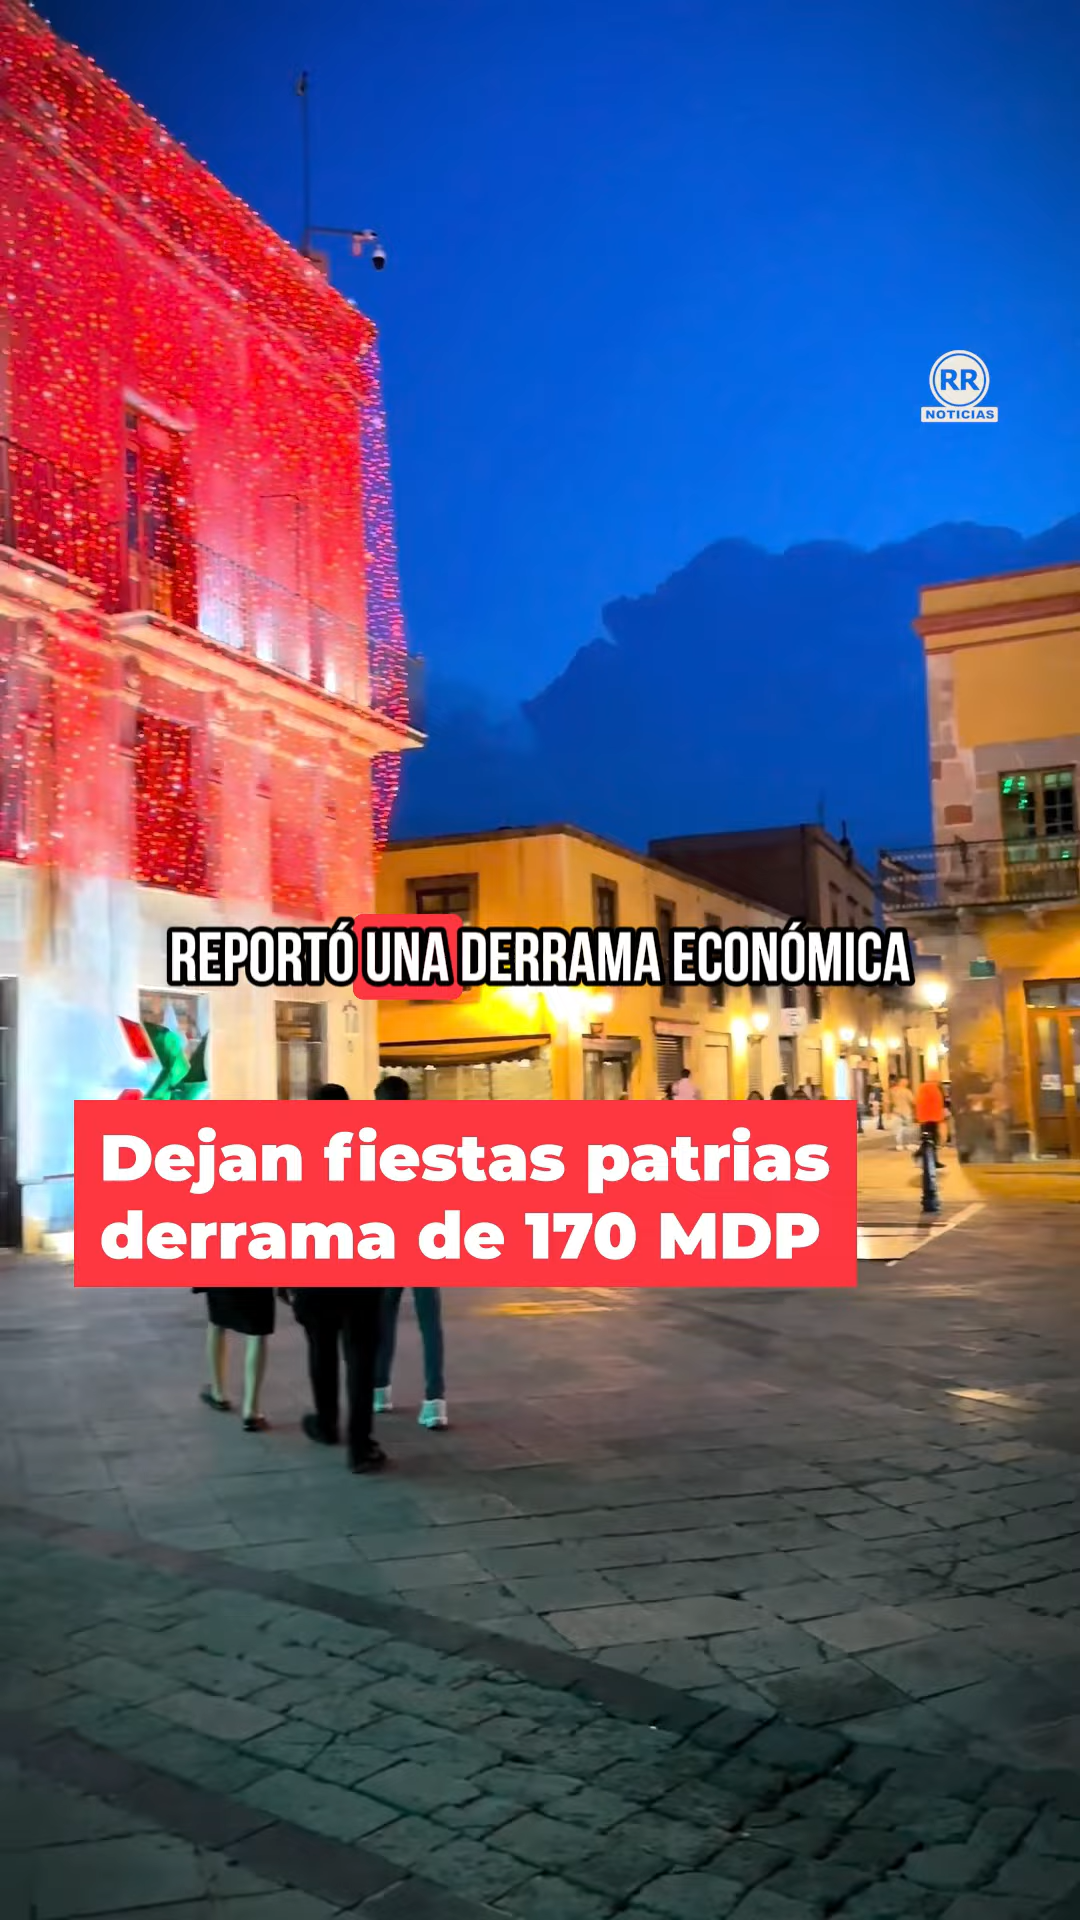 RR
NOTICIAS
REPORTÓ UNA DERRAMA ECONÓMICA
Dejan fiestas patrias
derrama de 170 MDP